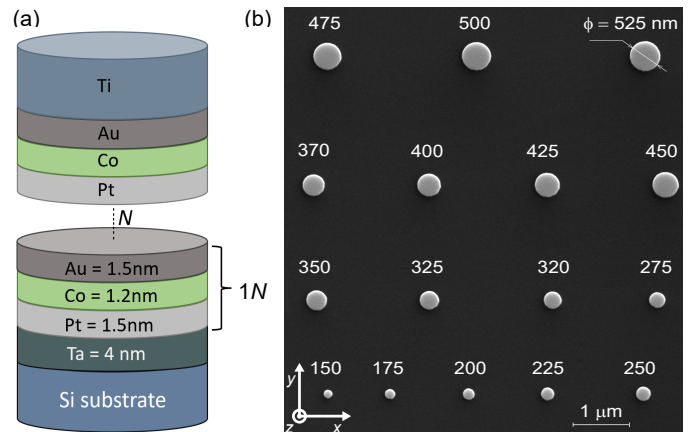 (a)
Ti
Au
Co
Pt
N
Au = 1.5nm
Co = 1.2nm
Pt = 1.5nm
1N
Ta = 4 nm
Si substrate
(b)
475 500 ϕ = 525 nm
370 400 425 450
350 325 320 275
150 175 200 225 250
y
z x
1 μm